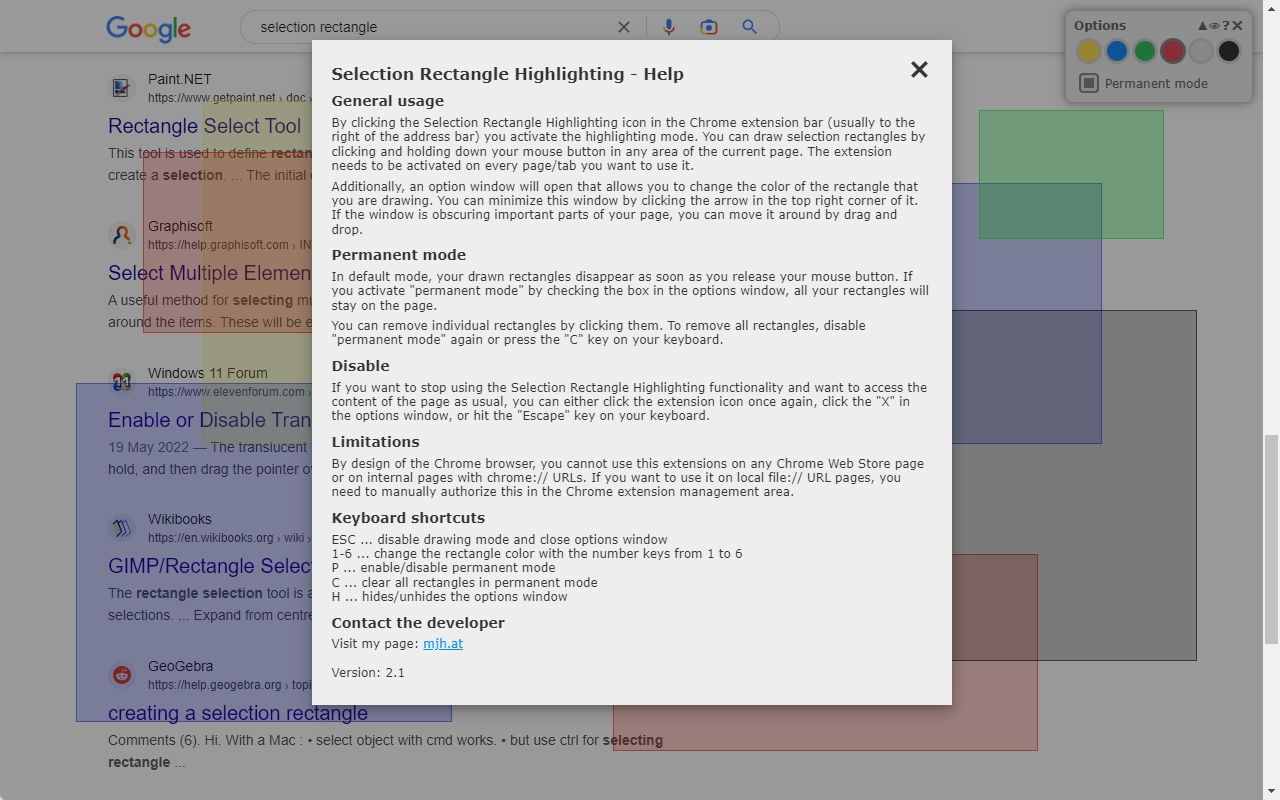 Google
selection rectangle
Options
?
Permanent mode
Paint.NET
https://www.getpaint.net › doc ›
Rectangle Select Tool
This tool is used to define
create a selection. ... The initial
Graphisoft
https://help.graphisoft.com › IN
Select Multiple Elemen
A useful method for selecting mu
around the items. These will be e
11
Windows 11 Forum
https://www.elevenforum.com ›
Enable or Disable Tran
19 May 2022 — The translucent
hold, and then drag the pointer
Wikibooks
https://en.wikibooks.org › wiki ›
GIMP/Rectangle Selec
The rectangle selection tool is a
selections. ... Expand from centre
GeoGebra
https://help.geogebra.org › topi
creating a selection rectangle
Comments (6). Hi. With a Mac : • select object with cmd works. • but use ctrl for selecting
rectangle ...
Selection Rectangle Highlighting - Help
General usage
By clicking the Selection Rectangle Highlighting icon in the Chrome extension bar (usually to the
right of the address bar) you activate the highlighting mode. You can draw selection rectangles by
clicking and holding down your mouse button in any area of the current page. The extension
needs to be activated on every page/tab you want to use it.
Additionally, an option window will open that allows you to change the color of the rectangle that
you are drawing. You can minimize this window by clicking the arrow in the top right corner of it.
If the window is obscuring important parts of your page, you can move it around by drag and
drop.
Permanent mode
In default mode, your drawn rectangles disappear as soon as you release your mouse button. If
you activate "permanent mode" by checking the box in the options window, all your rectangles will
stay on the page.
You can remove individual rectangles by clicking them. To remove all rectangles, disable
"permanent mode" again or press the "C" key on your keyboard.
Disable
If you want to stop using the Selection Rectangle Highlighting functionality and want to access the
content of the page as usual, you can either click the extension icon once again, click the "X" in
the options window, or hit the "Escape" key on your keyboard.
Limitations
By design of the Chrome browser, you cannot use this extensions on any Chrome Web Store page
or on internal pages with chrome:// URLs. If you want to use it on local file:// URL pages, you
need to manually authorize this in the Chrome extension management area.
Keyboard shortcuts
ESC ... disable drawing mode and close options window
1-6 ... change the rectangle color with the number keys from 1 to 6
P ... enable/disable permanent mode
C ... clear all rectangles in permanent mode
H ... hides/unhides the options window
Contact the developer
Visit my page: mjh.at
Version: 2.1